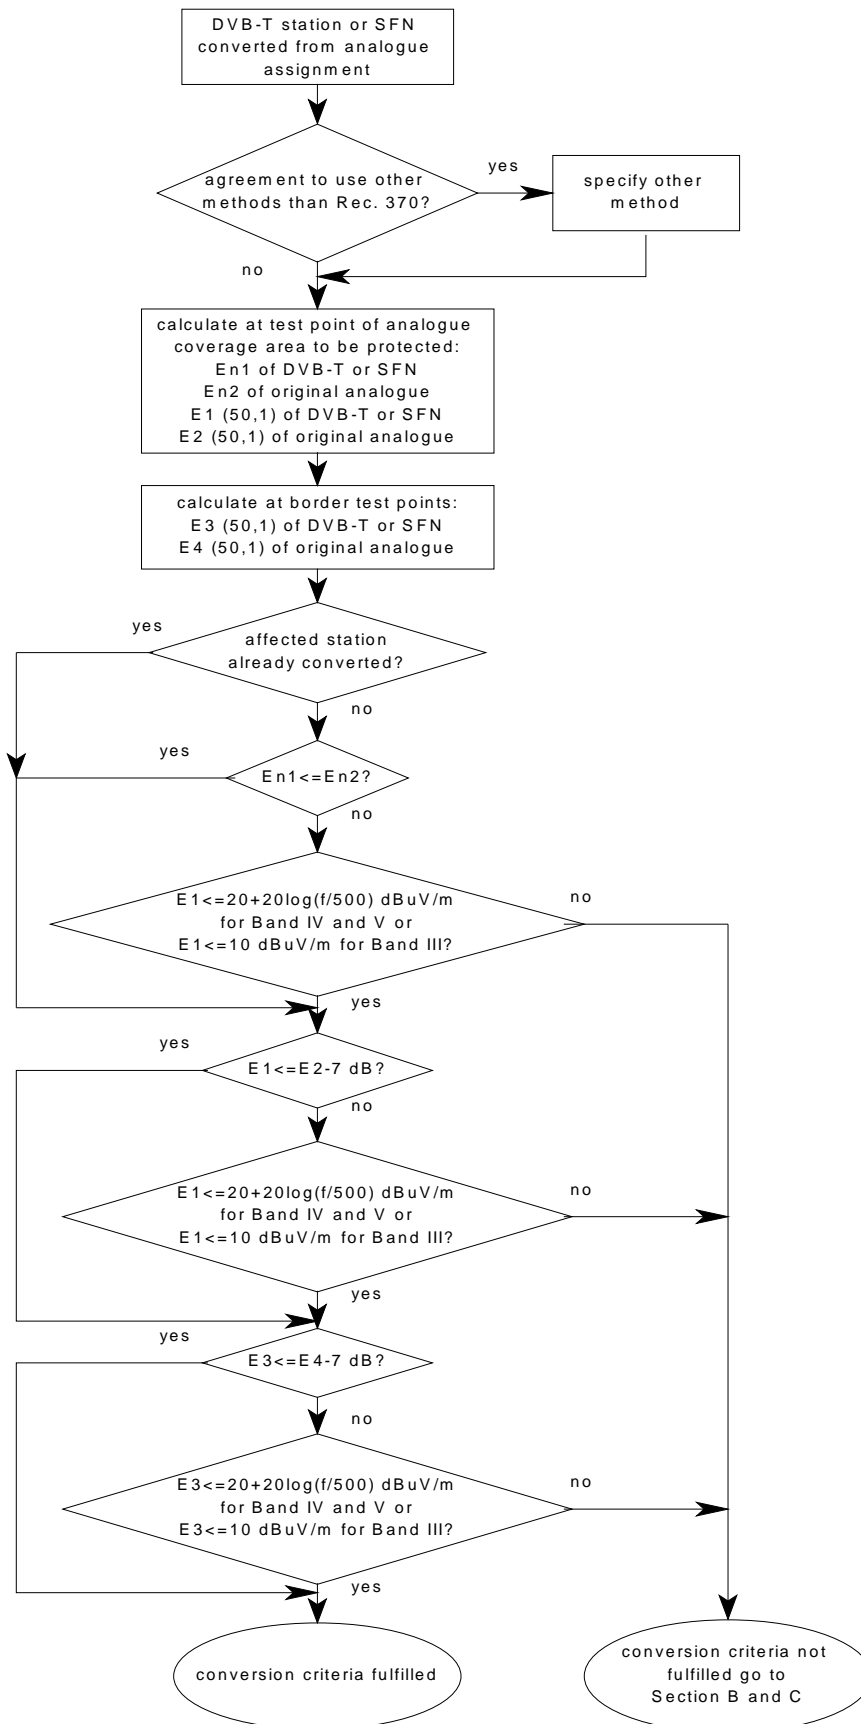 DVB-T station or SFN
converted from analogue
assignment
agreement to use other
methods than Rec. 370?
yes
specify other
method
no
calculate at test point of analogue
coverage area to be protected:
En1 of DVB-T or SFN
En2 of original analogue
E1 (50,1) of DVB-T or SFN
E2 (50,1) of original analogue
calculate at border test points:
E3 (50,1) of DVB-T or SFN
E4 (50,1) of original analogue
yes
affected station
already converted?
no
yes
En1<=En2?
no
E1<=20+20log(f/500) dBuV/m
for Band IV and V or
E1<=10 dBuV/m for Band III?
no
yes
yes
E1<=E2-7 dB?
no
E1<=20+20log(f/500) dBuV/m
for Band IV and V or
E1<=10 dBuV/m for Band III?
no
yes
yes
E3<=E4-7 dB?
no
E3<=20+20log(f/500) dBuV/m
for Band IV and V or
E3<=10 dBuV/m for Band III?
no
yes
conversion criteria fulfilled
conversion criteria not
fulfilled go to
Section B and C